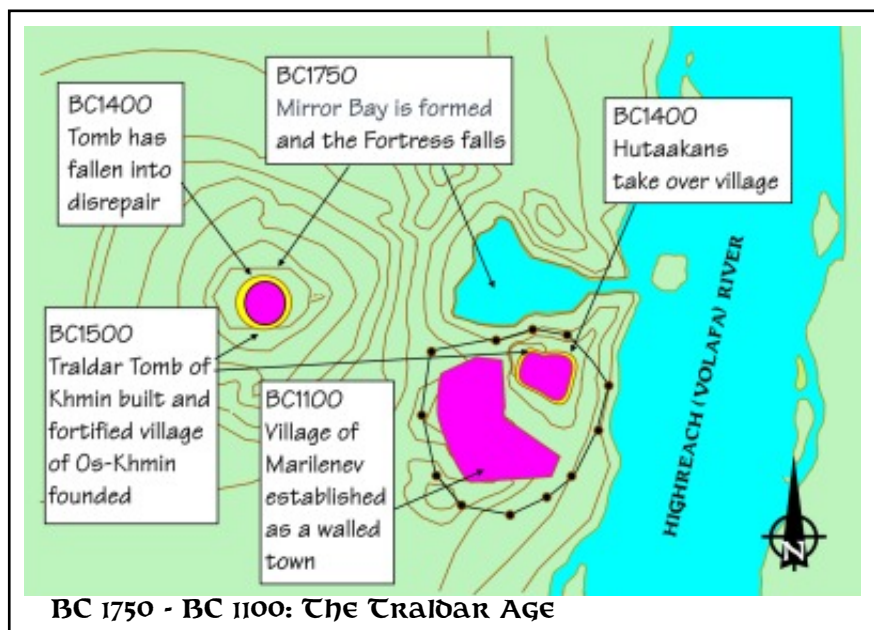 BC1400
Tomb has
fallen into
disrepair
BC1750
Mirror Bay is formed
and the Fortress falls
BC1400
Hutaakans
take over village
BC1500
Traldar Tomb of
Khmin built and
fortified village
of Os-Khmin
founded
BC1100
Village of
Marilenev
established
as a walled
town
HIGHREACH (VOLAFA) RIVER
N
BC 1750 - BC 1100: The Traldar Age